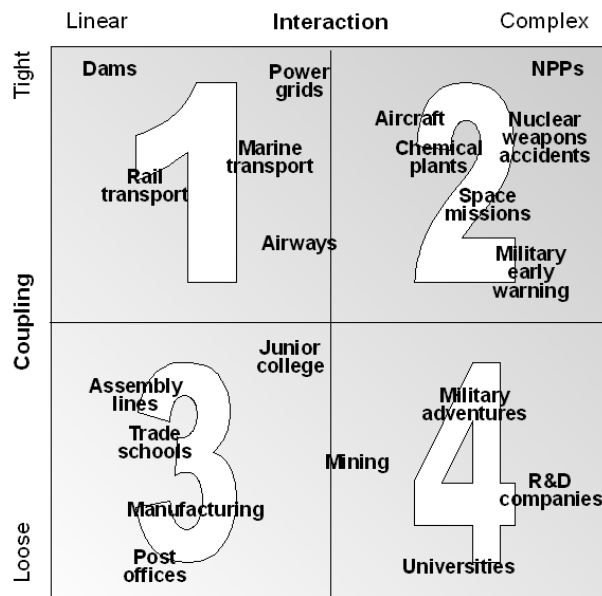 Linear Interaction Complex
Tight
Coupling
Loose
1
Dams
Power
grids
Marine
transport
Rail
transport
Airways
2
NPPs
Aircraft
Nuclear
weapons
accidents
Chemical
plants
Space
missions
Military
early
warning
3
Junior
college
Assembly
lines
Trade
schools
Manufacturing
Post
offices
4
Military
adventures
Mining
R&D
companies
Universities